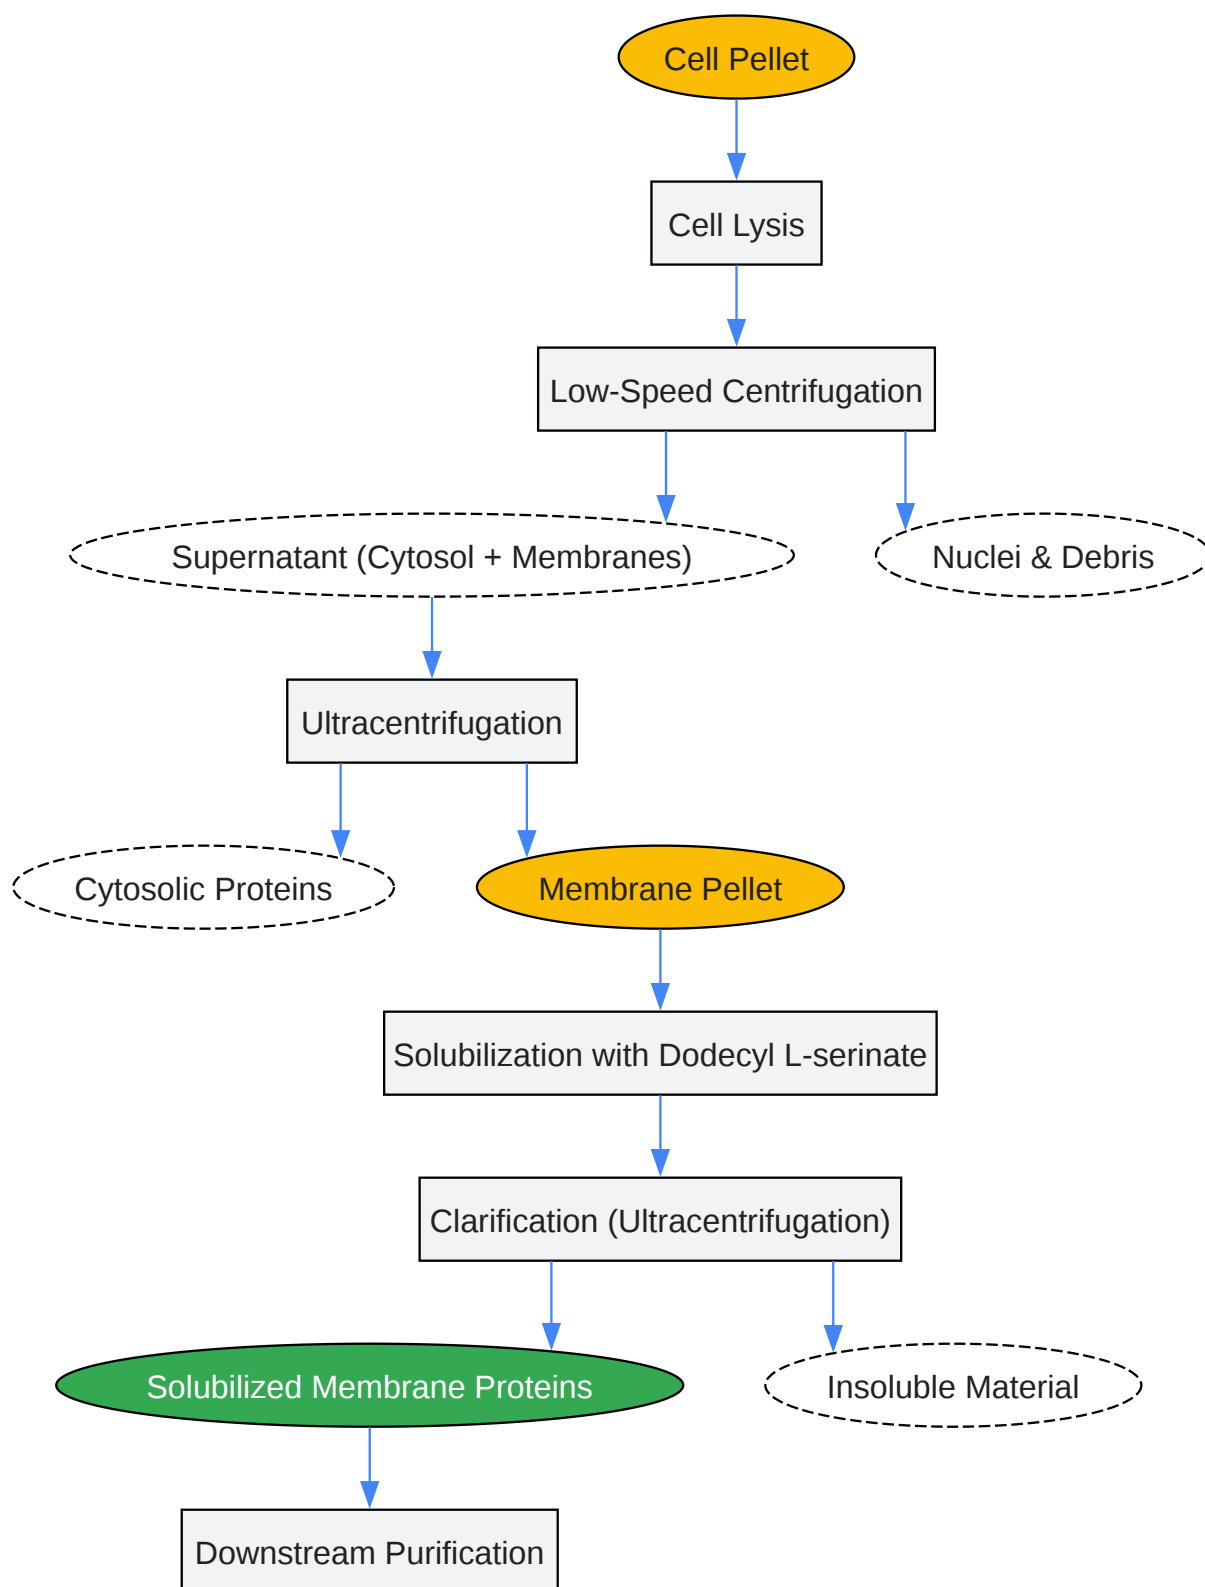 Cell Pellet
Cell Lysis
Low-Speed Centrifugation
Supernatant (Cytosol + Membranes)
Nuclei & Debris
Ultracentrifugation
Cytosolic Proteins
Membrane Pellet
Solubilization with Dodecyl L-serinate
Clarification (Ultracentrifugation)
Solubilized Membrane Proteins
Insoluble Material
Downstream Purification